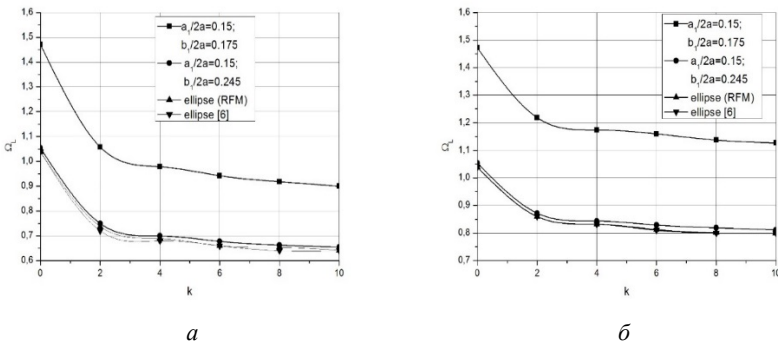 1,6
1,5
1,4
1,3
1,2
1,1
1,0
0,9
0,8
0,7
0,6
Ω_L
0 2 4 6 8 10
k
a₁/2a=0.15;
b₁/2a=0.175
a₁/2a=0.15;
b₁/2a=0.245
ellipse (RFM)
ellipse [6]
а
1,6
1,5
1,4
1,3
1,2
1,1
1,0
0,9
0,8
0,7
Ω_L
0 2 4 6 8 10
k
a₁/2a=0.15;
b₁/2a=0.175
a₁/2a=0.15;
b₁/2a=0.245
ellipse (RFM)
ellipse [6]
б